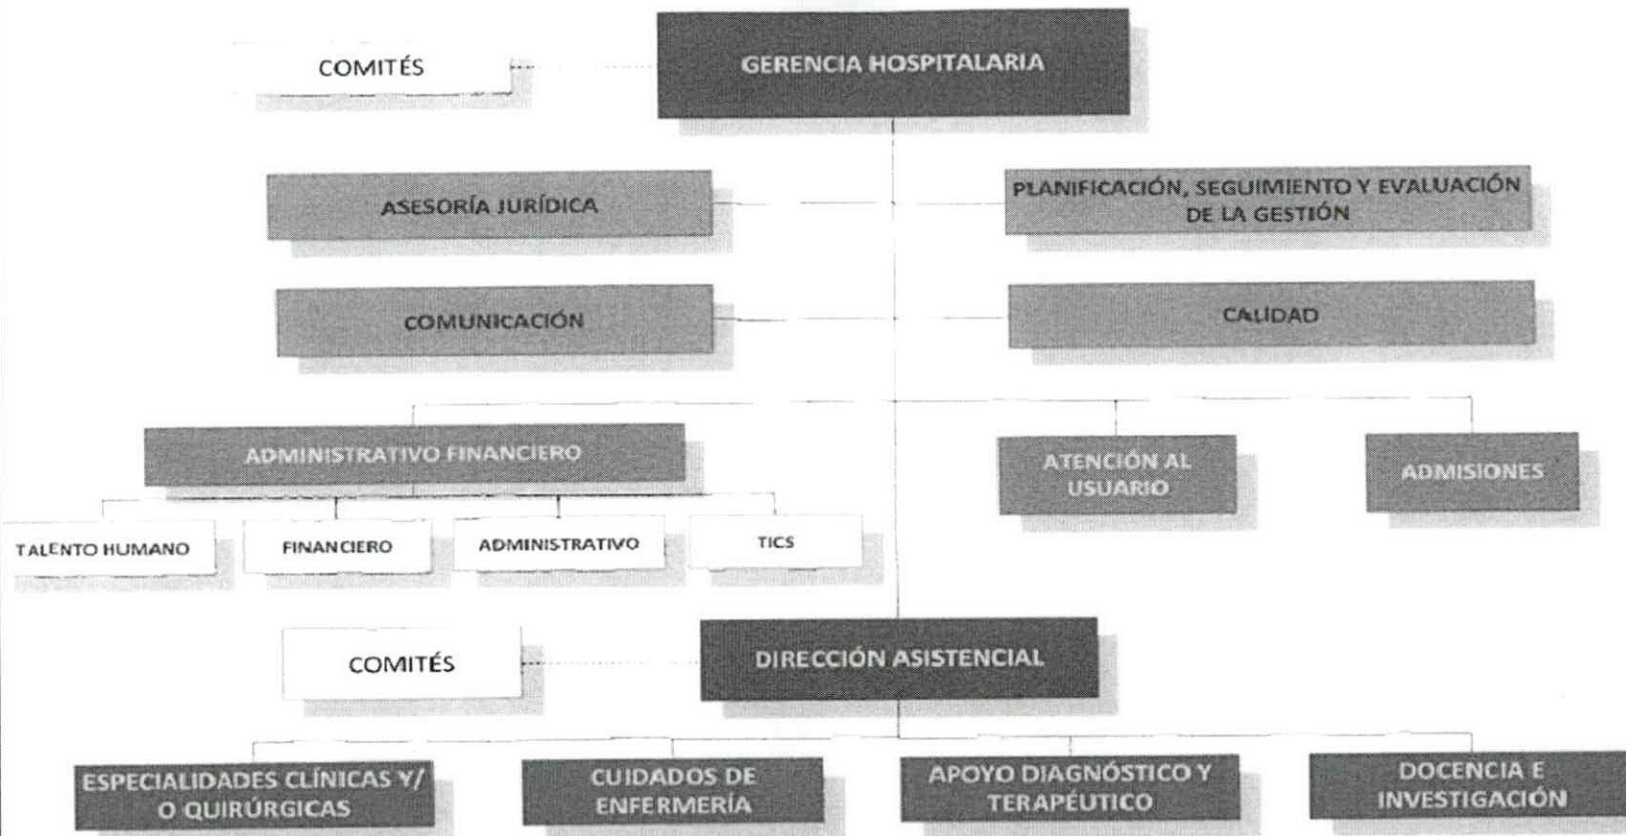 COMITÉS
GERENCIA HOSPITALARIA
ASESORÍA JURÍDICA
PLANIFICACIÓN, SEGUIMIENTO Y EVALUACIÓN
DE LA GESTIÓN
COMUNICACIÓN
CALIDAD
ADMINISTRATIVO FINANCIERO
ATENCIÓN AL
USUARIO
ADMISIONES
TALENTO HUMANO
FINANCIERO
ADMINISTRATIVO
TICS
COMITÉS
DIRECCIÓN ASISTENCIAL
ESPECIALIDADES CLÍNICAS Y/
O QUIRÚRGICAS
CUIDADOS DE
ENFERMERÍA
APOYO DIAGNÓSTICO Y
TERAPÉUTICO
DOCENCIA E
INVESTIGACIÓN